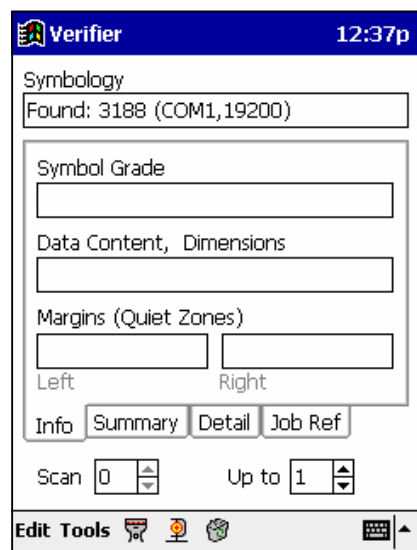 Verifier 12:37p
Symbology
Found: 3188 (COM1,19200)
Symbol Grade
Data Content, Dimensions
Margins (Quiet Zones)
Left Right
Info Summary Detail Job Ref
Scan 0 Up to 1
Edit Tools